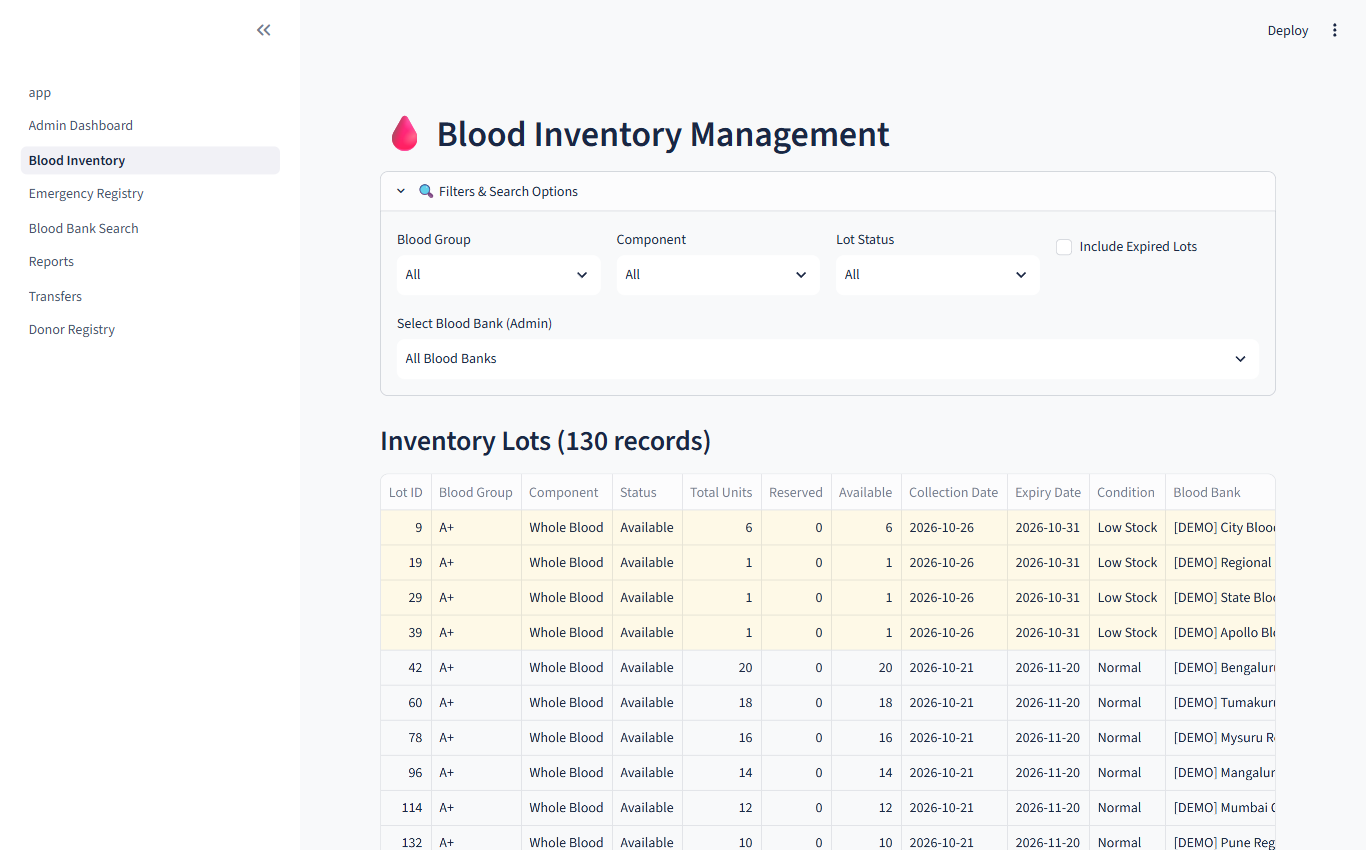 Deploy
app
Admin Dashboard
Blood Inventory
Emergency Registry
Blood Bank Search
Reports
Transfers
Donor Registry
Blood Inventory Management
Filters & Search Options
Blood Group Component Lot Status Include Expired Lots
All All All
Select Blood Bank (Admin)
All Blood Banks
Inventory Lots (130 records)
Lot ID Blood Group Component Status Total Units Reserved Available Collection Date Expiry Date Condition Blood Bank
9 A+ Whole Blood Available 6 0 6 2026-10-26 2026-10-31 Low Stock [DEMO] City
19 A+ Whole Blood Available 1 0 1 2026-10-26 2026-10-31 Low Stock [DEMO] Regional
29 A+ Whole Blood Available 1 0 1 2026-10-26 2026-10-31 Low Stock [DEMO] State
39 A+ Whole Blood Available 1 0 1 2026-10-26 2026-10-31 Low Stock [DEMO] Apollo
42 A+ Whole Blood Available 20 0 20 2026-10-21 2026-11-20 Normal [DEMO]
60 A+ Whole Blood Available 18 0 18 2026-10-21 2026-11-20 Normal [DEMO]
78 A+ Whole Blood Available 16 0 16 2026-10-21 2026-11-20 Normal [DEMO] Mysuru
96 A+ Whole Blood Available 14 0 14 2026-10-21 2026-11-20 Normal [DEMO]
114 A+ Whole Blood Available 12 0 12 2026-10-21 2026-11-20 Normal [DEMO] Mumbai
132 A+ Whole Blood Available 10 0 10 2026-10-21 2026-11-20 Normal [DEMO] Pune